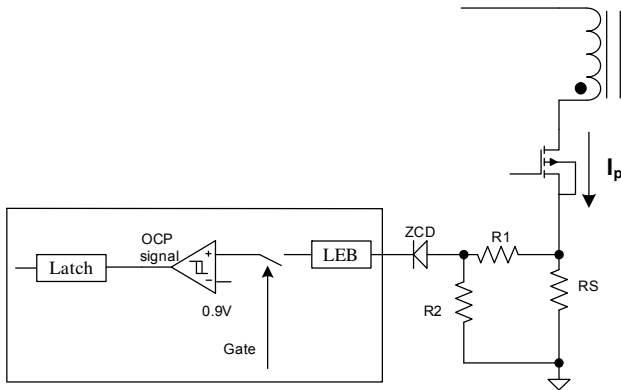 Ip
ZCD
R1
OCP
signal
+
-
LEB
Latch
RS
R2
0.9V
Gate